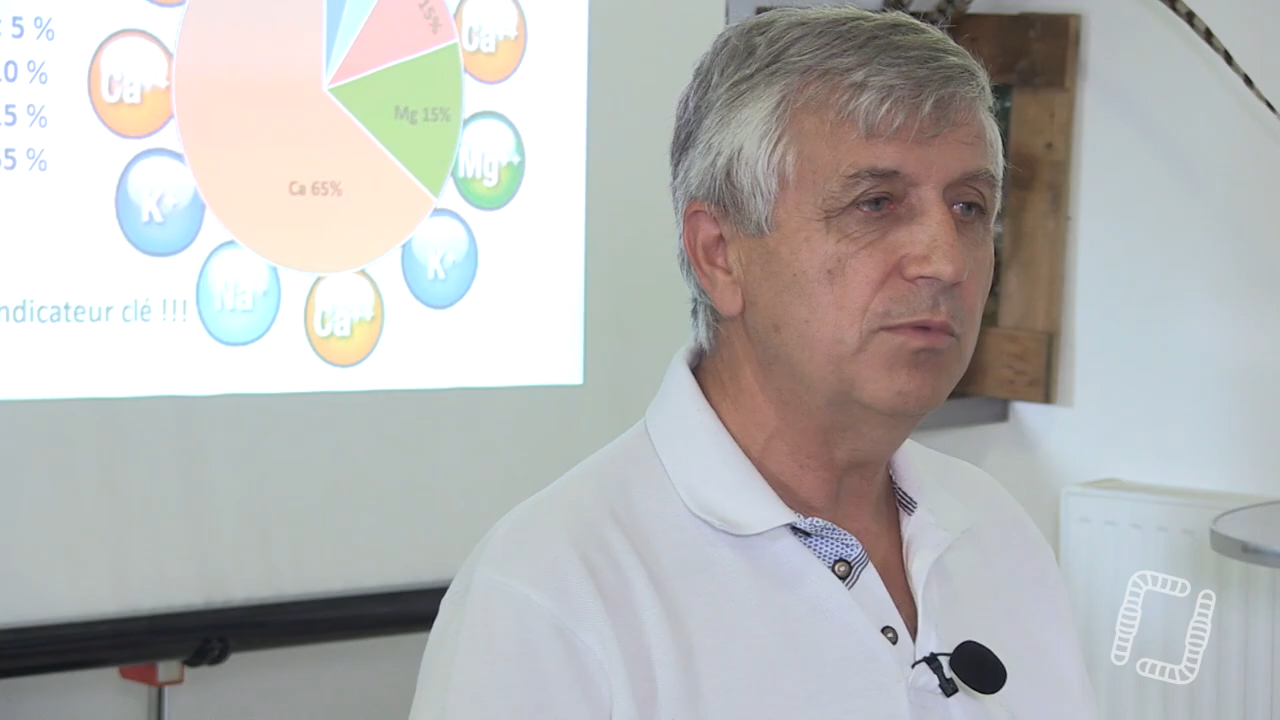 5 %
0 %
5 %
5 %
ndicateur clé !!!
15%
Mg 15%
Ca 65%
Ca++
Ca++
Mg++
K+
K+
Na+
Ca++